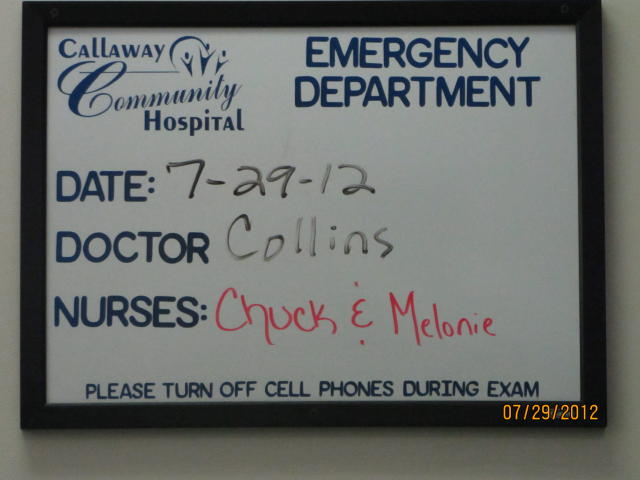 Callaway
Community
Hospital
EMERGENCY
DEPARTMENT
DATE: 7-29-12
DOCTOR Collins
NURSES: Chuck & Melonie
PLEASE TURN OFF CELL PHONES DURING EXAM
07/29/2012